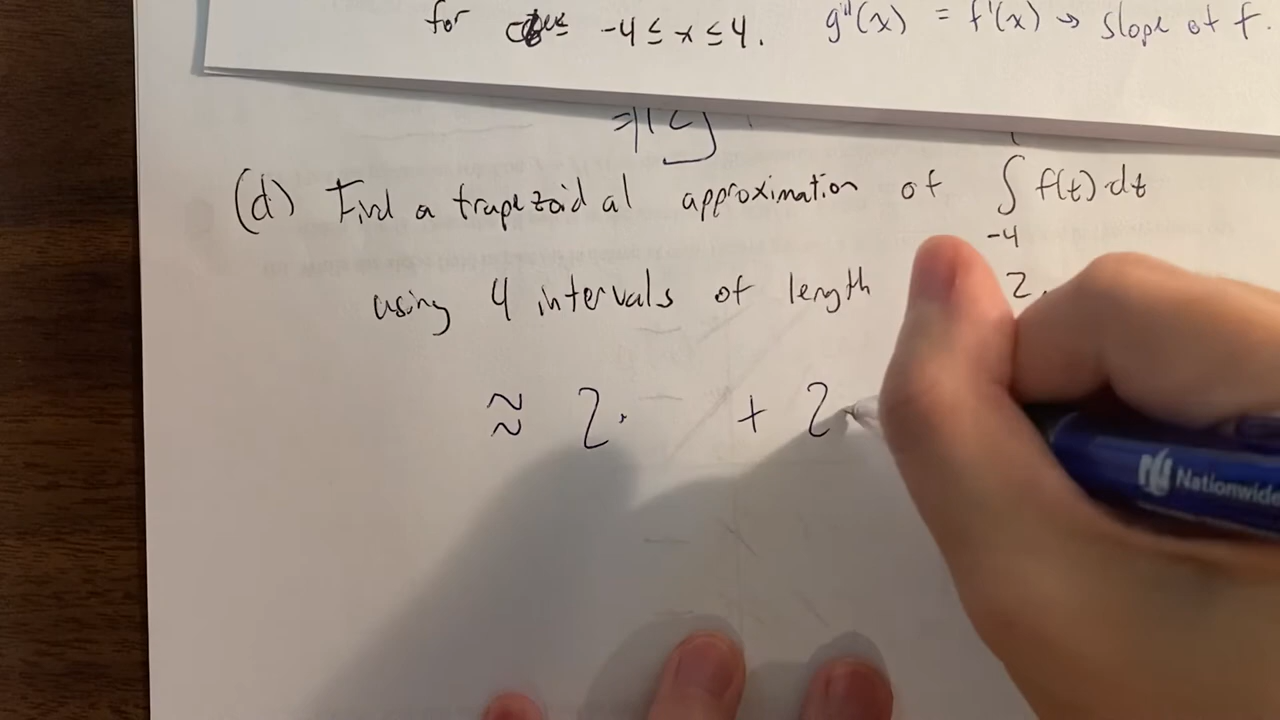 for -4 ≤ x ≤ 4. g''(x) = f'(x) → slope of f.
(d) Find a trapezoidal approximation of ∫ f(t) dt
-4
using 4 intervals of length 2.
≈ 2· + 2
Nationwide